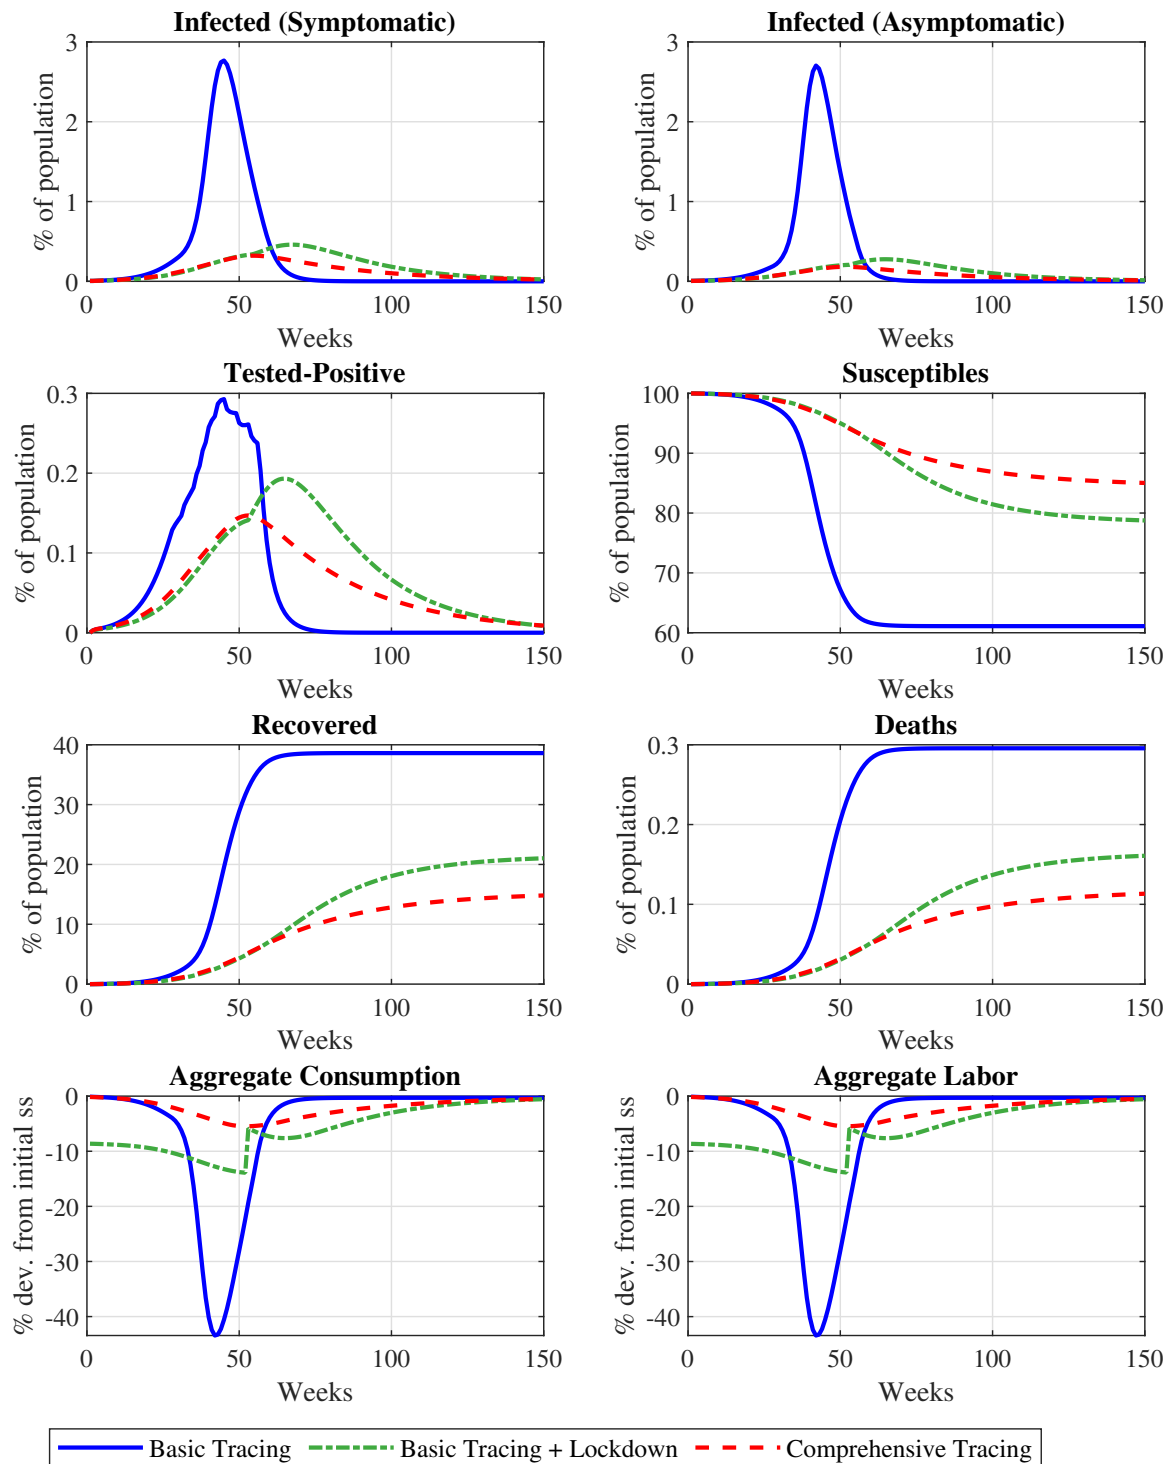 Infected (Symptomatic)
% of population
3
2
1
0
0 50 100 150
Weeks
Infected (Asymptomatic)
% of population
3
2
1
0
0 50 100 150
Weeks
Tested-Positive
% of population
0.3
0.2
0.1
0
0 50 100 150
Weeks
Susceptibles
% of population
100
90
80
70
60
0 50 100 150
Weeks
Recovered
% of population
40
30
20
10
0
0 50 100 150
Weeks
Deaths
% of population
0.3
0.2
0.1
0
0 50 100 150
Weeks
Aggregate Consumption
% dev. from initial ss
0
-10
-20
-30
-40
0 50 100 150
Weeks
Aggregate Labor
% dev. from initial ss
0
-10
-20
-30
-40
0 50 100 150
Weeks
Basic Tracing Basic Tracing + Lockdown Comprehensive Tracing